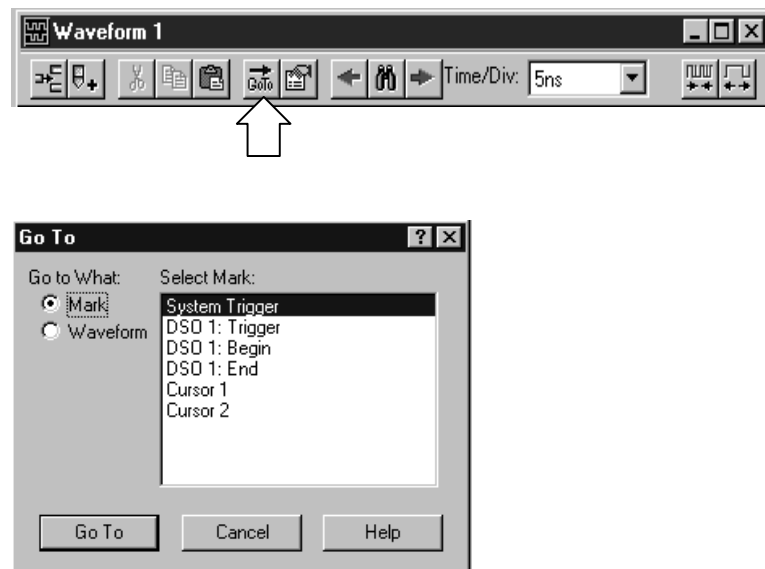 Waveform 1
GoTo
Time/Div: 5ns
Go To
Go to What: Select Mark:
Mark
Waveform
System Trigger
DSO 1: Trigger
DSO 1: Begin
DSO 1: End
Cursor 1
Cursor 2
Go To Cancel Help